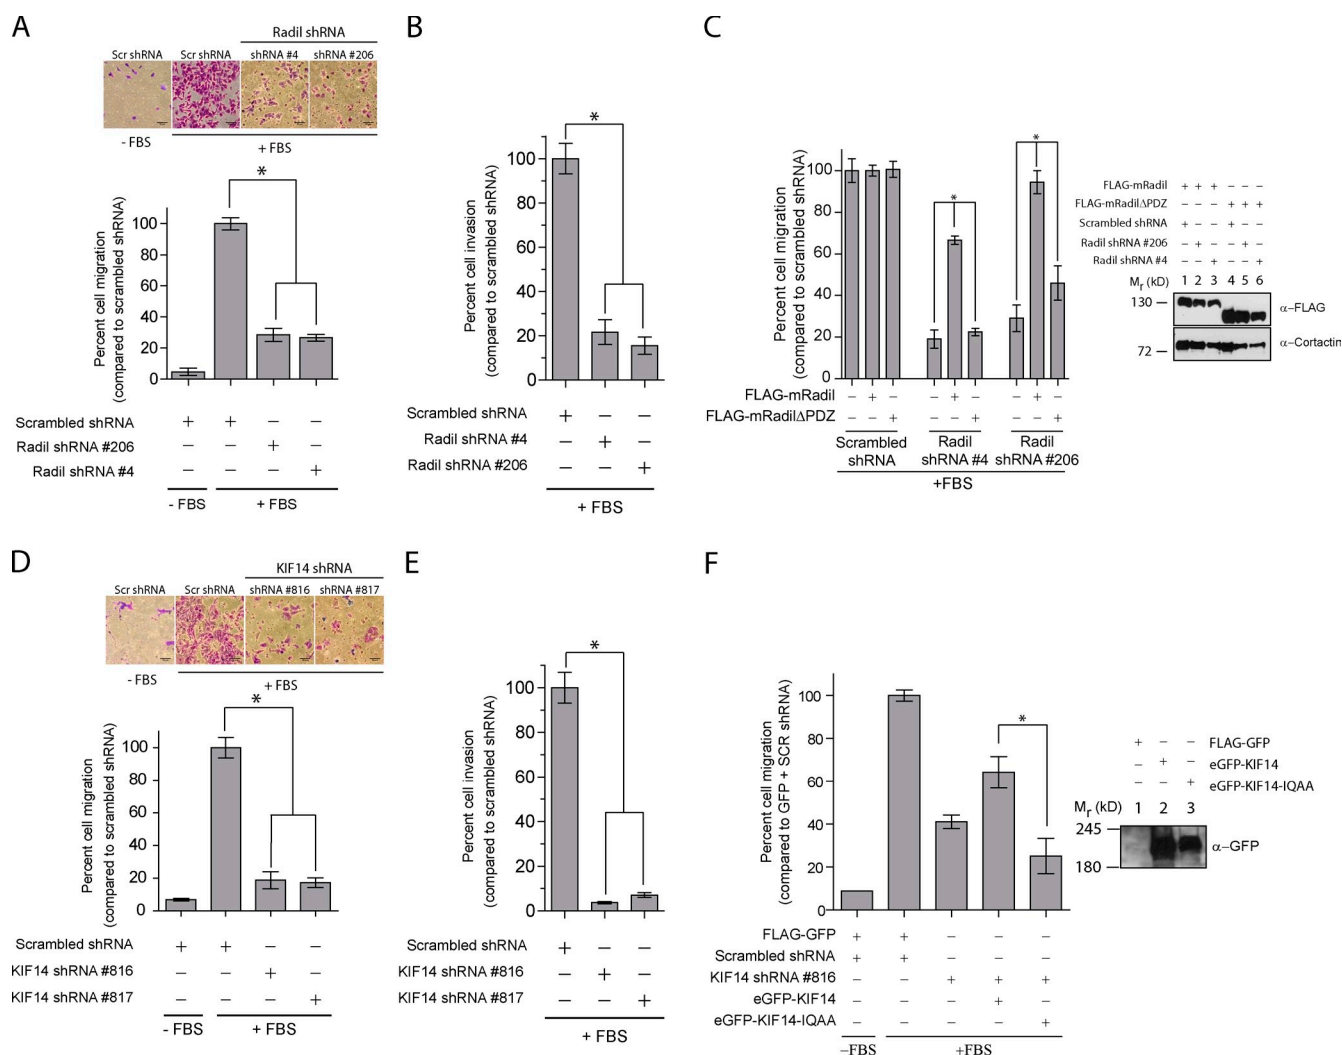 A
Radil shRNA
Scr shRNA Scr shRNA shRNA #4 shRNA #206
- FBS
+ FBS
*
Percent cell migration
(compared to scrambled shRNA)
100
80
60
40
20
0
Scrambled shRNA + + – –
Radil shRNA #206 – – + –
Radil shRNA #4 – – – +
- FBS + FBS
B
*
Percent cell invasion
(compared to scrambled shRNA)
100
80
60
40
20
0
Scrambled shRNA + – –
Radil shRNA #4 – + –
Radil shRNA #206 – – +
+ FBS
C
*
*
Percent cell migration
(compared to scrambled shRNA)
100
80
60
40
20
0
FLAG-mRadil – + – – + – – + –
FLAG-mRadilΔPDZ – – + – – + – – +
Scrambled
shRNA
Radil
shRNA #4
Radil
shRNA #206
+FBS
FLAG-mRadil + + + – – –
FLAG-mRadilΔPDZ – – – + + +
Scrambled shRNA + – – + – –
Radil shRNA #206 – + – – + –
Radil shRNA #4 – – + – – +
Mr (kD) 1 2 3 4 5 6
130
α–FLAG
72
α–Cortactin
D
KIF14 shRNA
Scr shRNA Scr shRNA shRNA #816 shRNA #817
- FBS
+ FBS
*
Percent cell migration
(compared to scrambled shRNA)
100
80
60
40
20
0
Scrambled shRNA + + – –
KIF14 shRNA #816 – – + –
KIF14 shRNA #817 – – – +
- FBS + FBS
E
*
Percent cell invasion
(compared to scrambled shRNA)
100
80
60
40
20
0
Scrambled shRNA + – –
KIF14 shRNA #816 – + –
KIF14 shRNA #817 – – +
+ FBS
F
*
Percent cell migration
(compared to GFP + SCR shRNA)
100
80
60
40
20
0
FLAG-GFP + + – – –
Scrambled shRNA + + – – –
KIF14 shRNA #816 – – + + +
eGFP-KIF14 – – – + –
eGFP-KIF14-IQAA – – – – +
–FBS +FBS
+ – – FLAG-GFP
– + – eGFP-KIF14
– – + eGFP-KIF14-IQAA
Mr (kD) 1 2 3
245
α–GFP
180